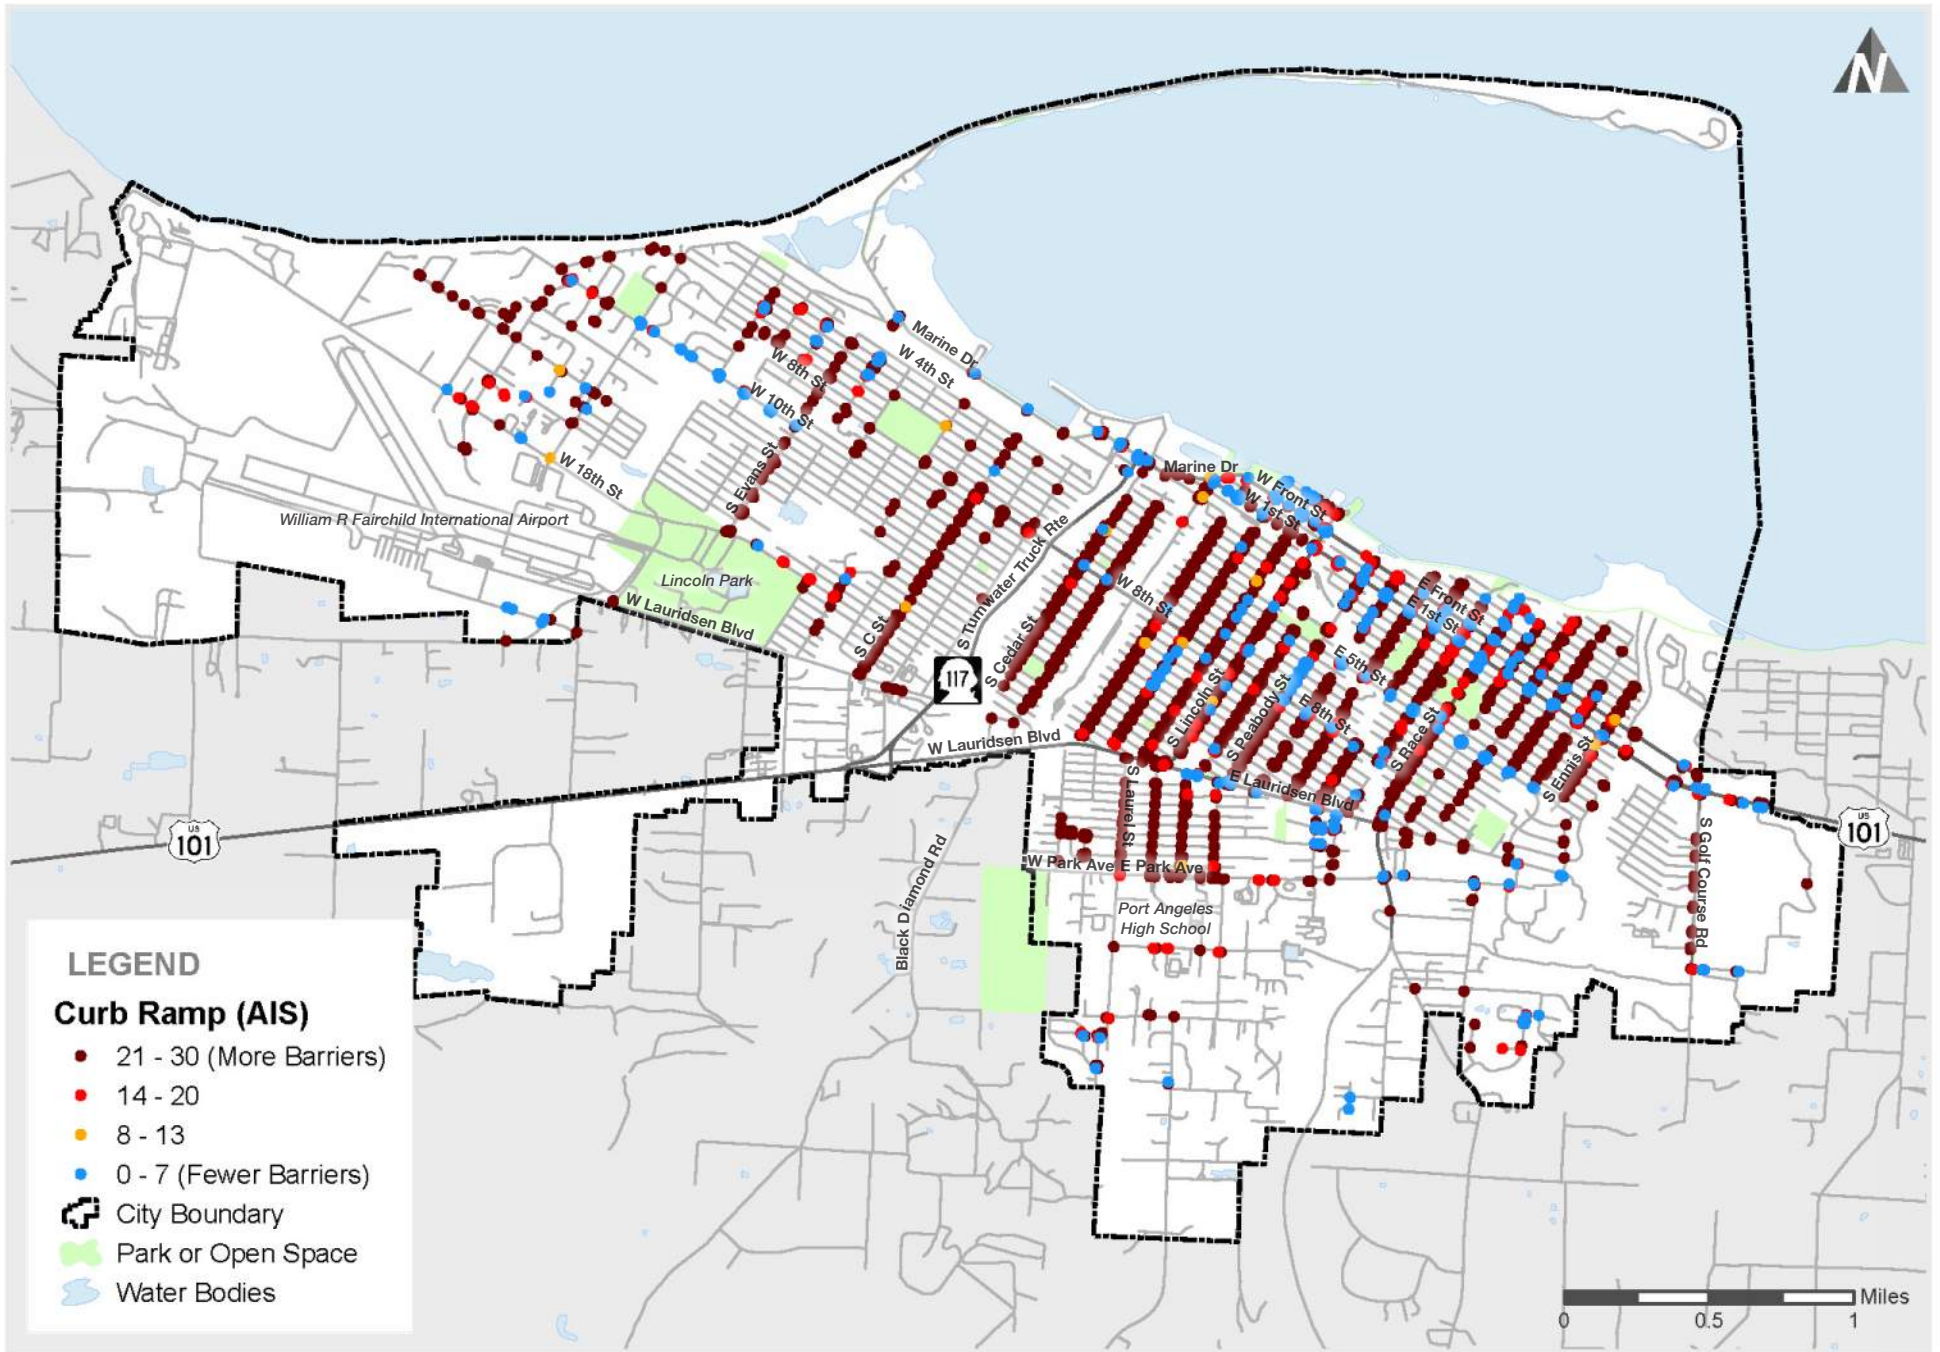 N
Marine Dr
W 4th St
W 8th St
W 10th St
S Evans St
W 18th St
William R Fairchild International Airport
Lincoln Park
W Lauridsen Blvd
S C St
S Tumwater Truck Rte
117
S Cedar St
W 8th St
Marine Dr
W Front St
W 1st St
E Front St
E 1st St
E 5th St
S Lincoln St
S Peabody St
E 8th St
S Race St
S Ennis St
W Lauridsen Blvd
E Lauridsen Blvd
S Laurel St
W Park Ave E Park Ave
Port Angeles
High School
Black Diamond Rd
S Golf Course Rd
US
101
US
101
LEGEND
Curb Ramp (AIS)
21 - 30 (More Barriers)
14 - 20
8 - 13
0 - 7 (Fewer Barriers)
City Boundary
Park or Open Space
Water Bodies
Miles
0 0.5 1